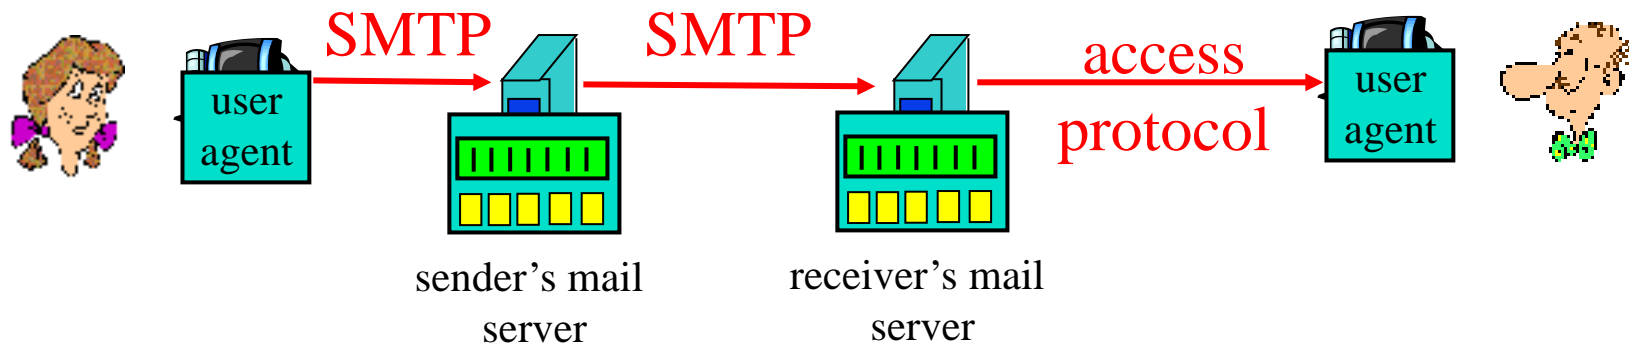 SMTP
SMTP
access
protocol
user
agent
user
agent
sender’s mail
server
receiver’s mail
server